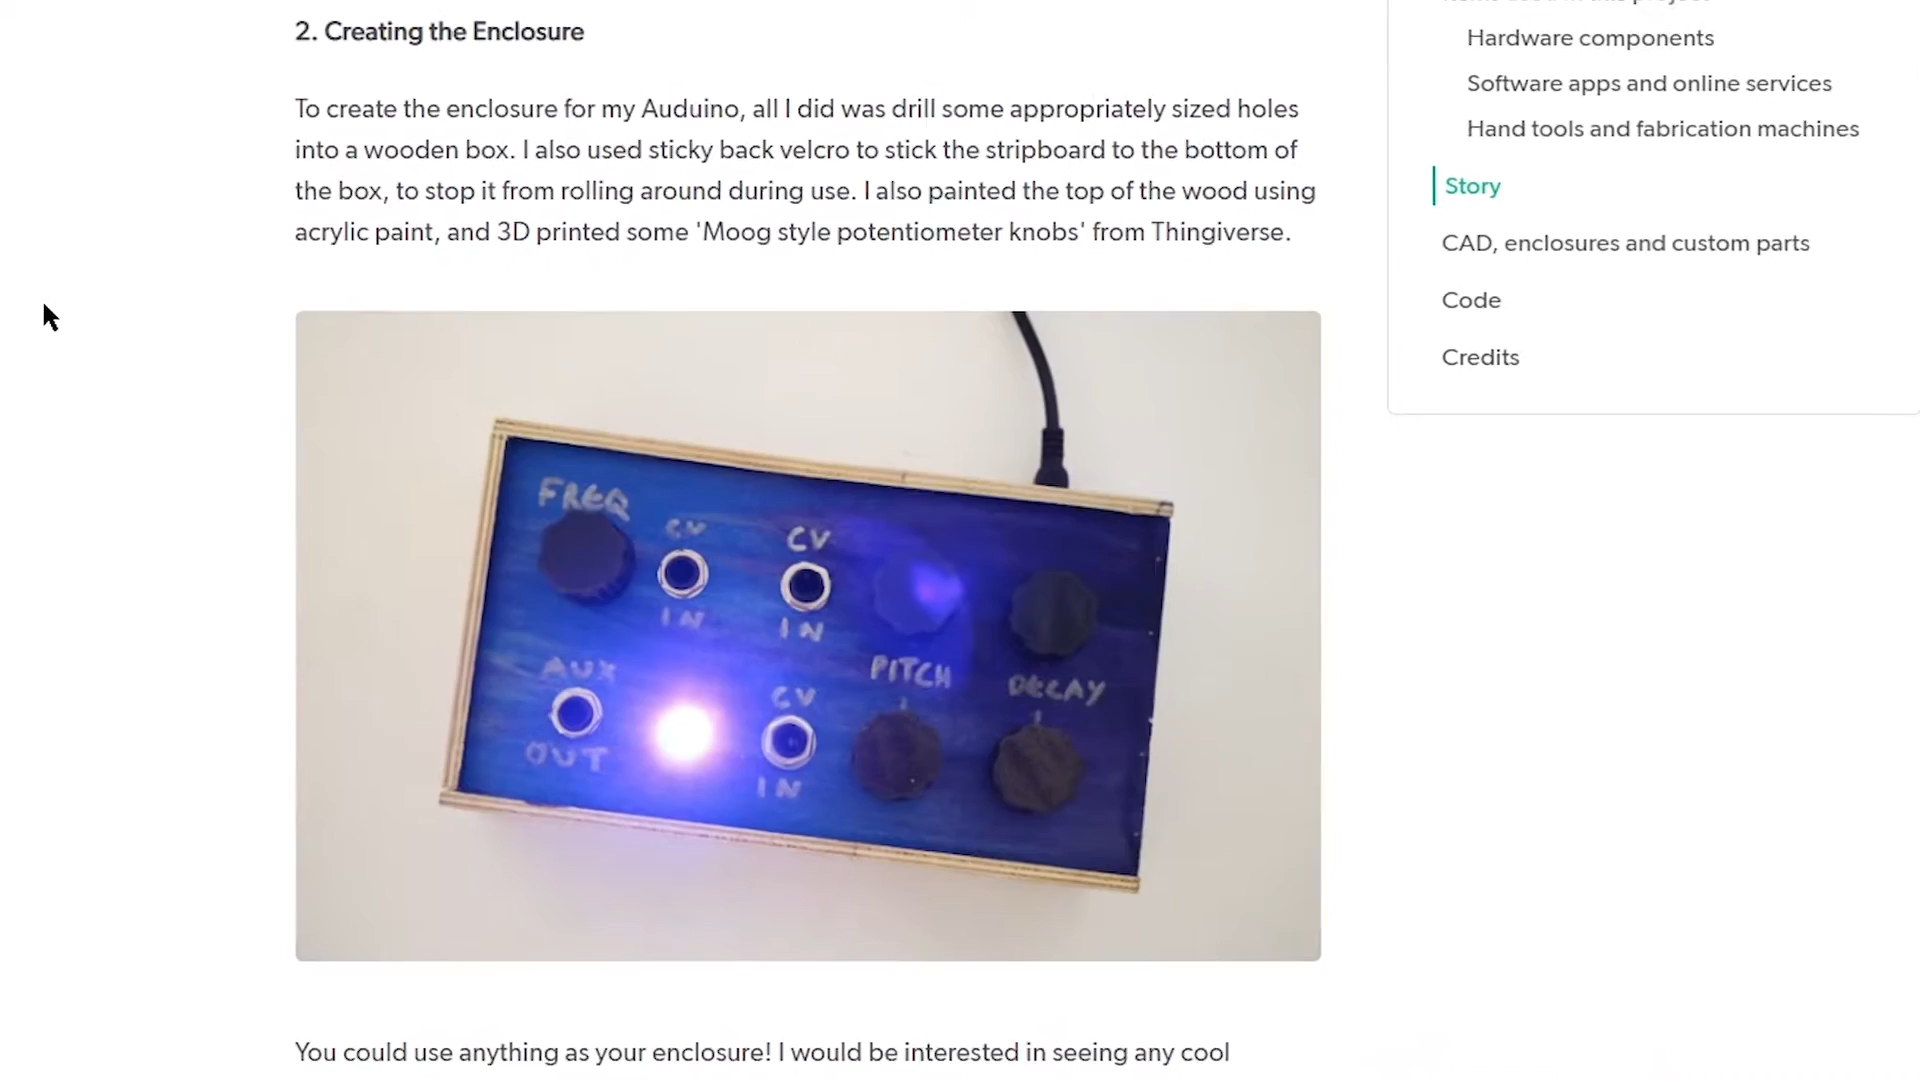 2. Creating the Enclosure
To create the enclosure for my Auduino, all I did was drill some appropriately sized holes
into a wooden box. I also used sticky back velcro to stick the stripboard to the bottom of
the box, to stop it from rolling around during use. I also painted the top of the wood using
acrylic paint, and 3D printed some 'Moog style potentiometer knobs' from Thingiverse.
FREQ
CV
IN
CV
IN
AUX
OUT
CV
IN
PITCH
DECAY
You could use anything as your enclosure! I would be interested in seeing any cool
Hardware components
Software apps and online services
Hand tools and fabrication machines
Story
CAD, enclosures and custom parts
Code
Credits